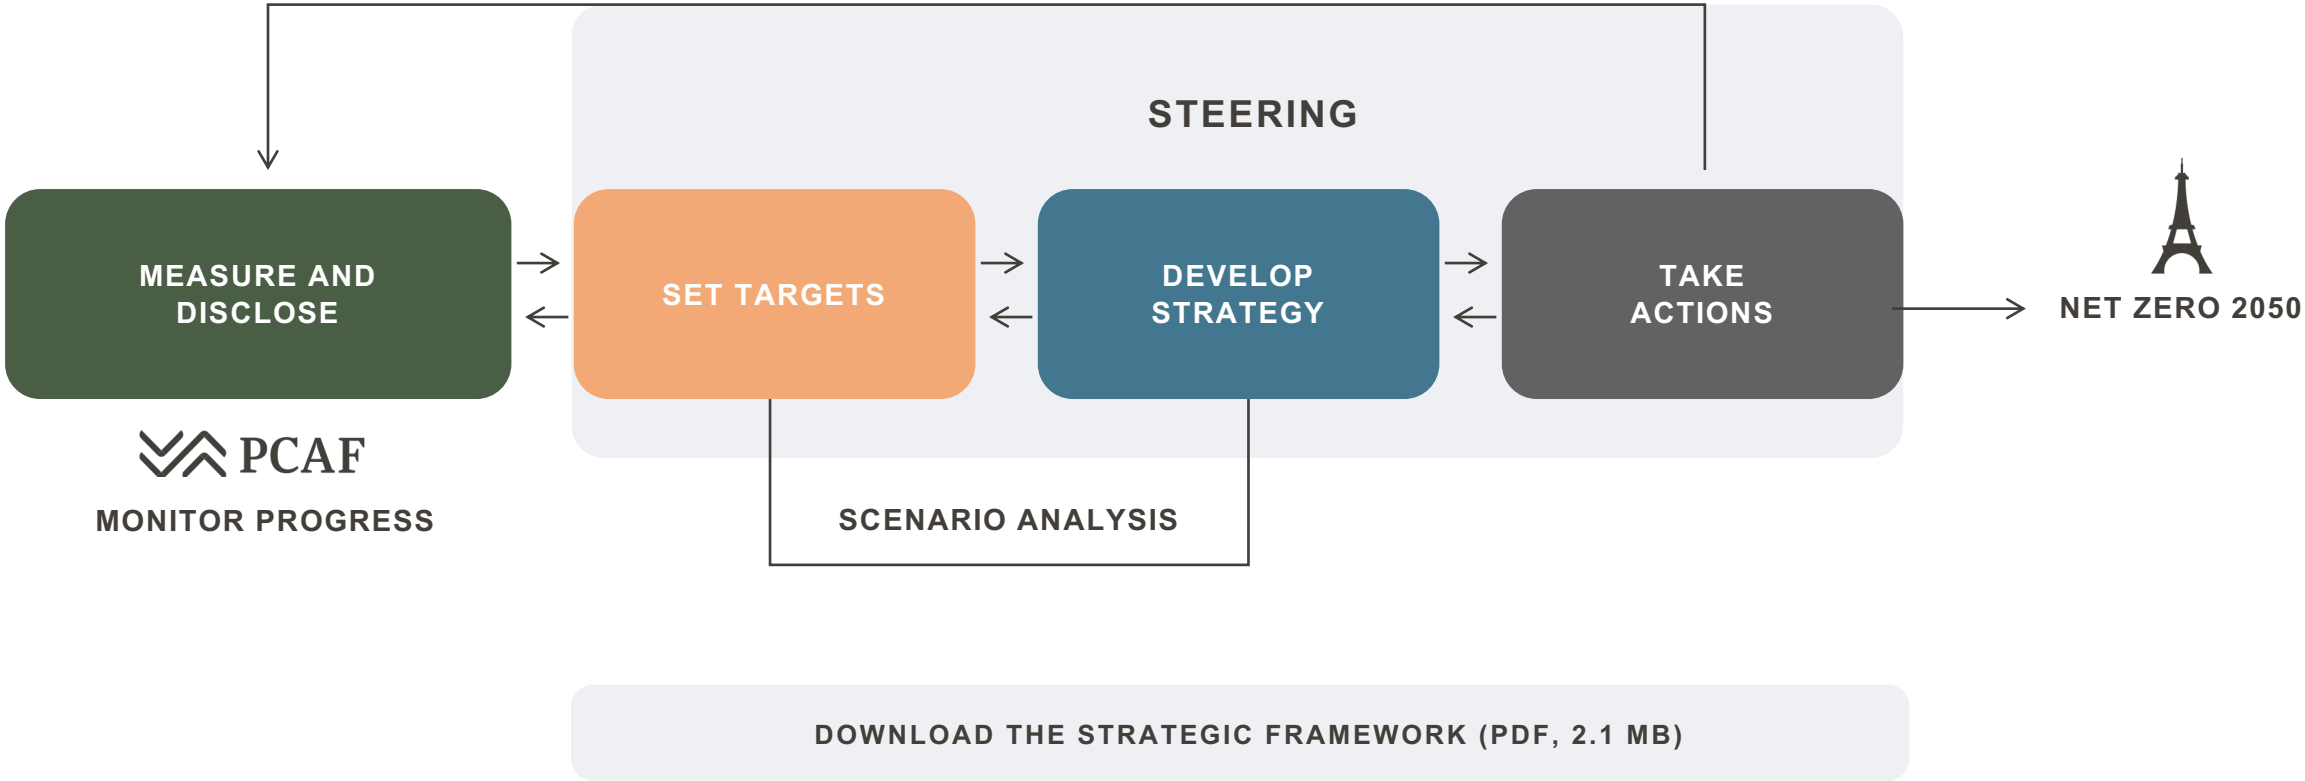 STEERING
MEASURE AND
DISCLOSE
SET TARGETS
DEVELOP
STRATEGY
TAKE
ACTIONS
NET ZERO 2050
PCAF
MONITOR PROGRESS
SCENARIO ANALYSIS
DOWNLOAD THE STRATEGIC FRAMEWORK (PDF, 2.1 MB)